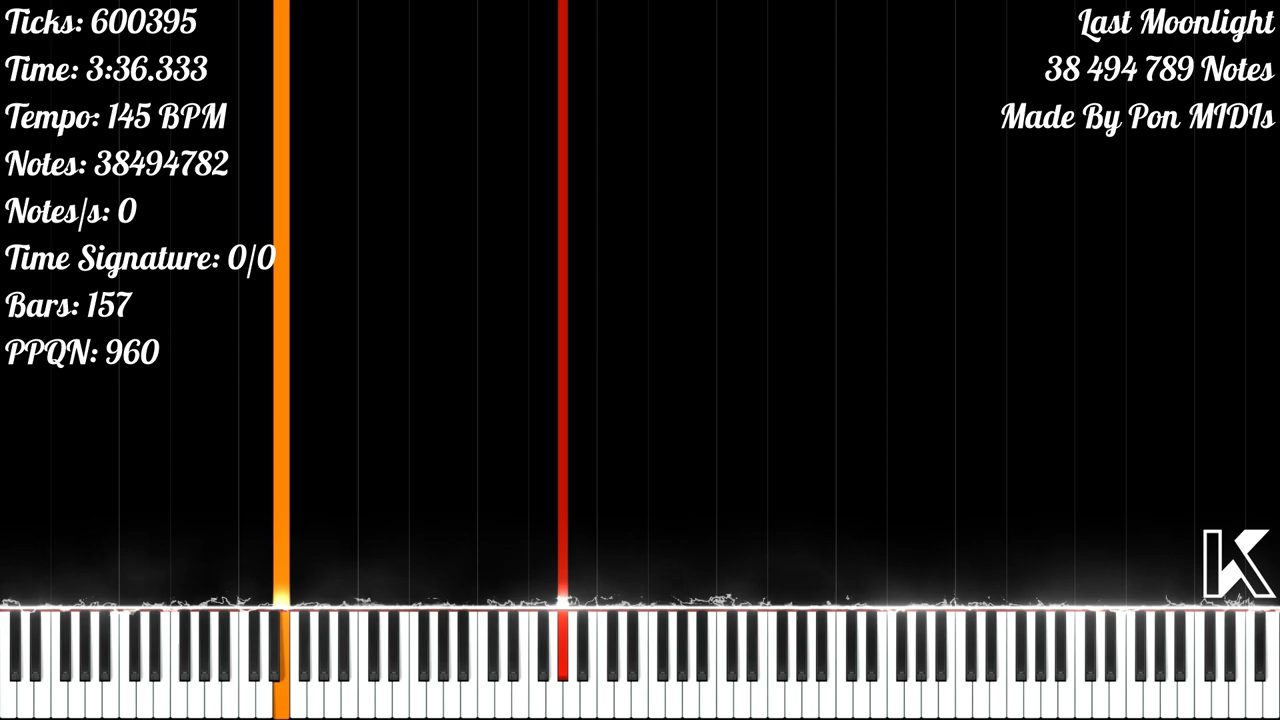 Ticks: 600395
Time: 3:36.333
Tempo: 145 BPM
Notes: 38494782
Notes/s: 0
Time Signature: 0/0
Bars: 157
PPQN: 960
Last Moonlight
38 494 789 Notes
Made By Pon MIDIs
K